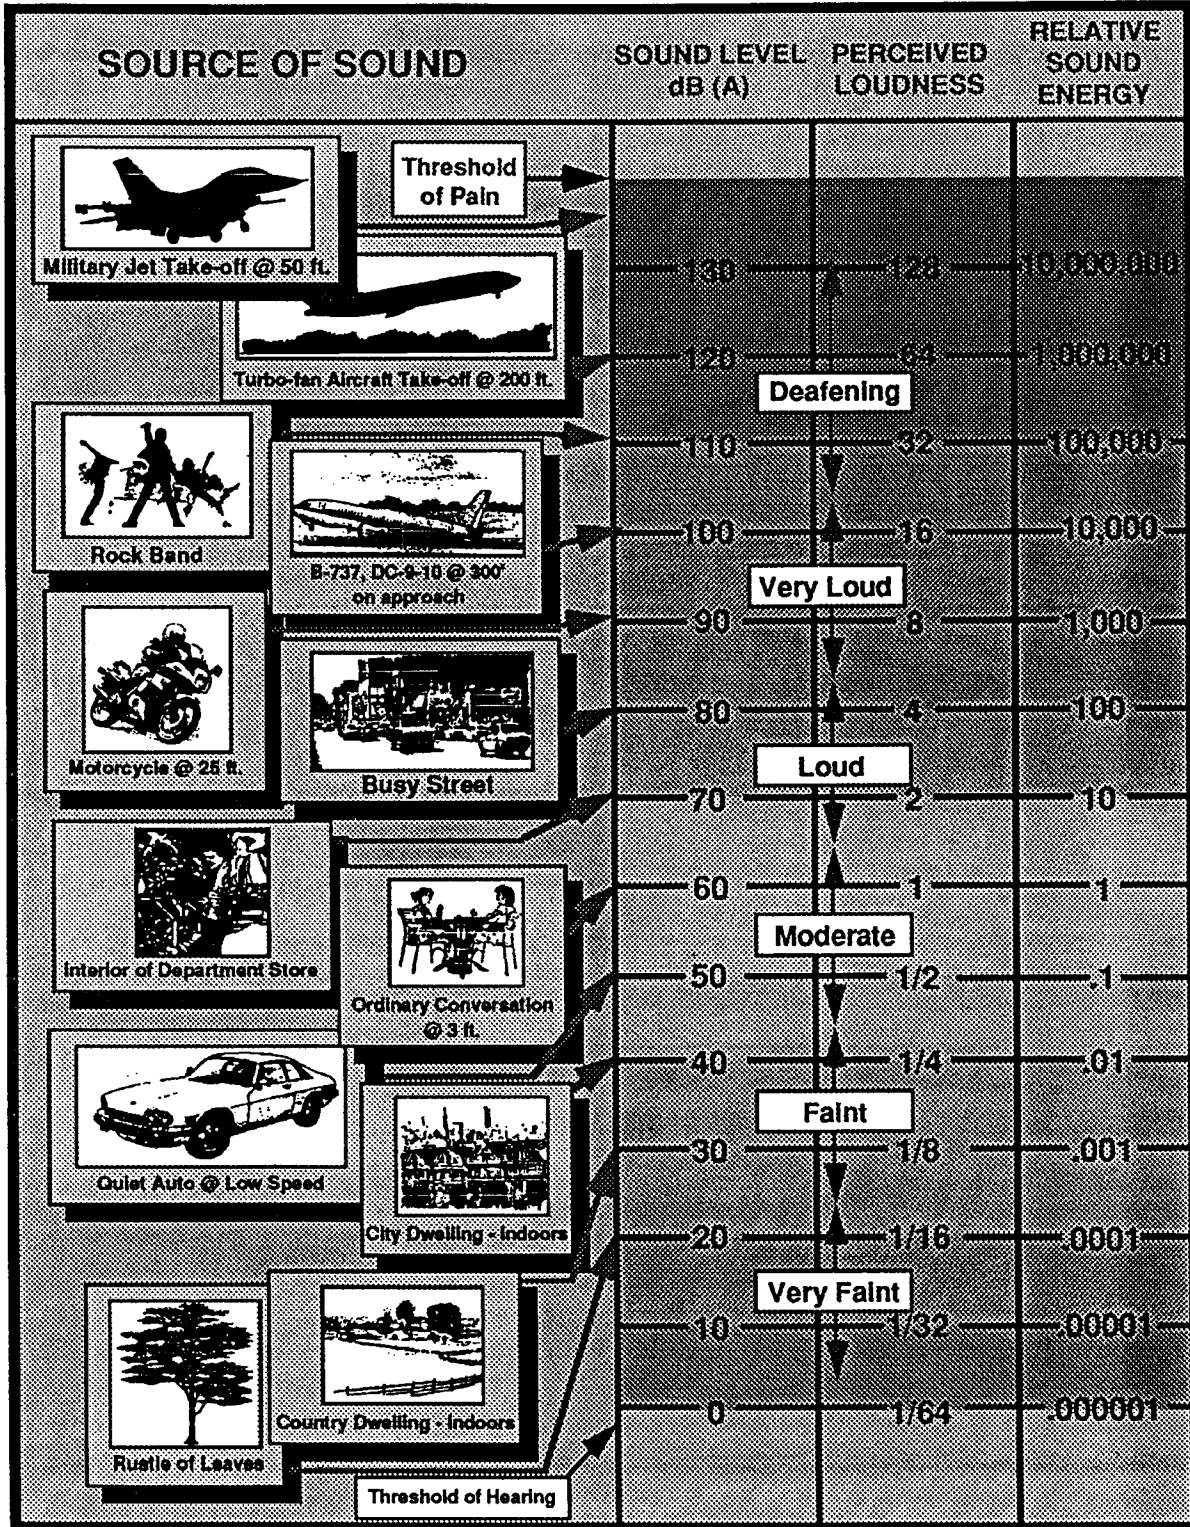 SOURCE OF SOUND
SOUND LEVEL
dB (A)
PERCEIVED
LOUDNESS
RELATIVE
SOUND
ENERGY
Threshold
of Pain
Military Jet Take-off @ 50 ft.
130
128
10,000,000
Turbo-fan Aircraft Take-off @ 200 ft.
120
64
1,000,000
Deafening
110
32
100,000
Rock Band
100
16
10,000
B-737, DC-9-10 @ 300'
on approach
Very Loud
90
8
1,000
Motorcycle @ 25 ft.
80
4
100
Busy Street
Loud
70
2
10
Interior of Department Store
60
1
1
Moderate
Ordinary Conversation
@ 3 ft.
50
1/2
.1
40
1/4
.01
Quiet Auto @ Low Speed
Faint
30
1/8
.001
City Dwelling - Indoors
20
1/16
.0001
Very Faint
10
1/32
.00001
Country Dwelling - Indoors
0
1/64
.000001
Rustle of Leaves
Threshold of Hearing